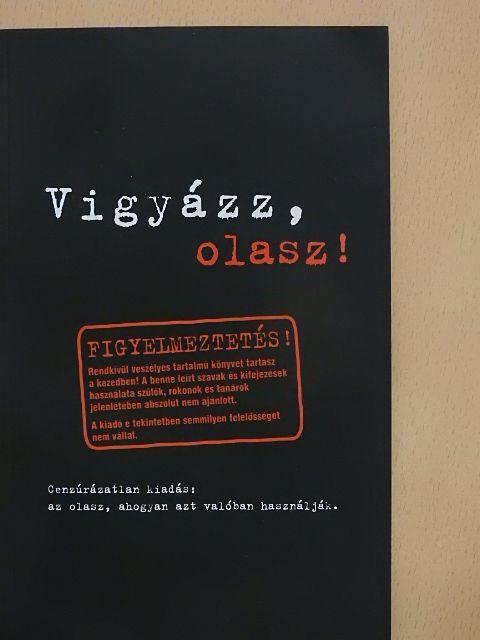 Vigyázz,
olasz!
FIGYELMEZTETÉS!
Rendkívül veszélyes tartalmú könyvet tartasz
a kezedben! A benne leírt szavak és kifejezések
használata szülők, rokonok és tanárok
jelenlétében abszolút nem ajánlott.
A kiadó e tekintetben semmilyen felelősséget
nem vállal.
Cenzúrázatlan kiadás:
az olasz, ahogyan azt valóban használják.